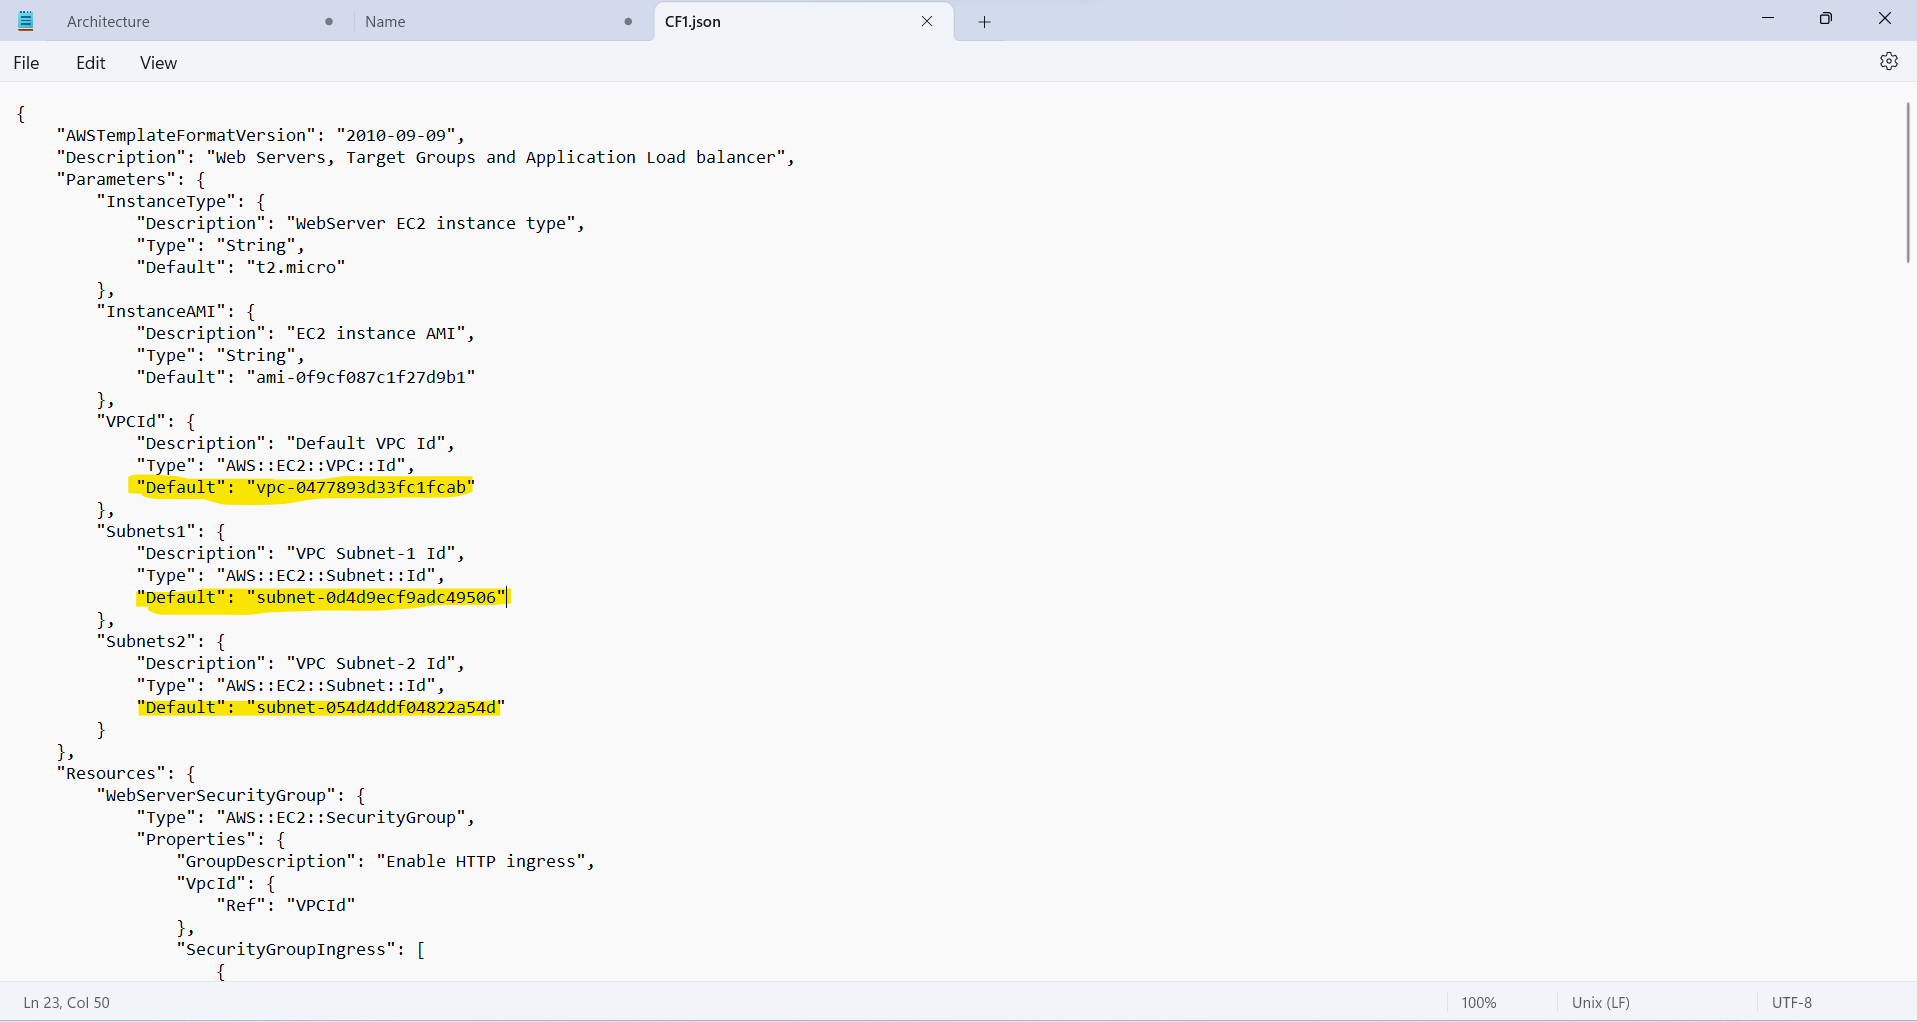 Architecture
Name
CF1.json
File
Edit
View
{
"AWSTemplateFormatVersion": "2010-09-09",
"Description": "Web Servers, Target Groups and Application Load balancer",
"Parameters": {
"InstanceType": {
"Description": "WebServer EC2 instance type",
"Type": "String",
"Default": "t2.micro"
},
"InstanceAMI": {
"Description": "EC2 instance AMI",
"Type": "String",
"Default": "ami-0f9cf087c1f27d9b1"
},
"VPCId": {
"Description": "Default VPC Id",
"Type": "AWS::EC2::VPC::Id",
"Default": "vpc-0477893d33fc1fcab"
},
"Subnets1": {
"Description": "VPC Subnet-1 Id",
"Type": "AWS::EC2::Subnet::Id",
"Default": "subnet-0d4d9ecf9adc49506"
},
"Subnets2": {
"Description": "VPC Subnet-2 Id",
"Type": "AWS::EC2::Subnet::Id",
"Default": "subnet-054d4ddf04822a54d"
}
},
"Resources": {
"WebServerSecurityGroup": {
"Type": "AWS::EC2::SecurityGroup",
"Properties": {
"GroupDescription": "Enable HTTP ingress",
"VpcId": {
"Ref": "VPCId"
},
"SecurityGroupIngress": [
{
Ln 23, Col 50
100%
Unix (LF)
UTF-8